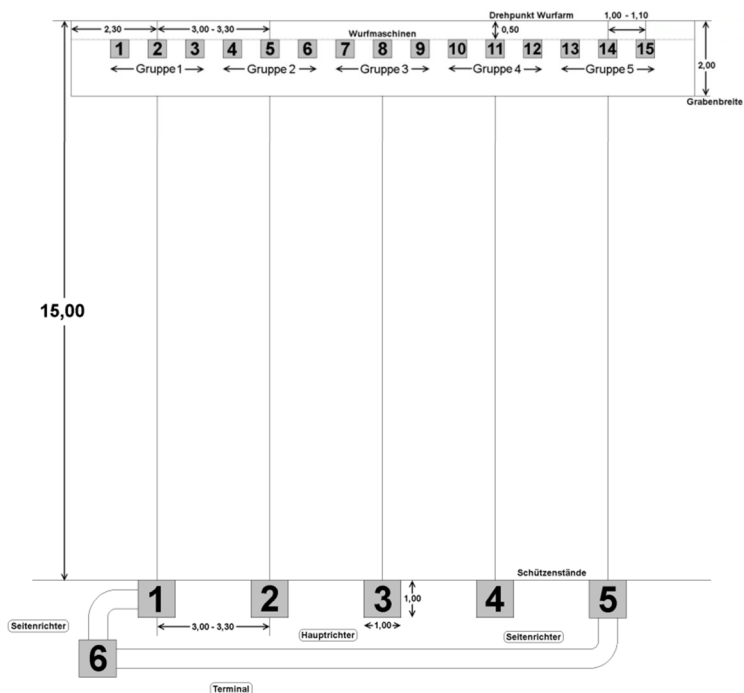 Drehpunkt Wurfarm
1,00 - 1,10
2,30
3,00 - 3,30
Wurfmaschinen
0,50
1 2 3 4 5 6 7 8 9 10 11 12 13 14 15
2,00
Gruppe 1 Gruppe 2 Gruppe 3 Gruppe 4 Gruppe 5
Grabenbreite
15,00
Schützenstände
1 2 3 4 5
1,00
3,00 - 3,30
1,00
Seitenrichter
Hauptrichter
Seitenrichter
6
Terminal